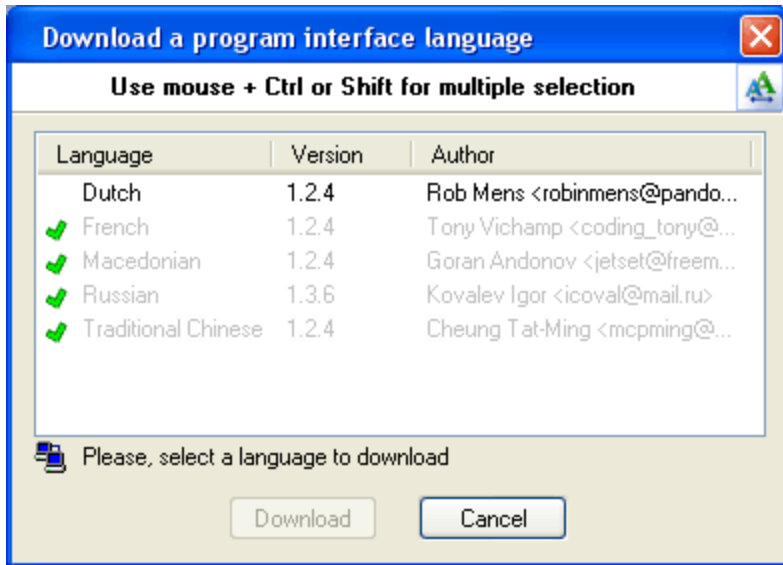 Download a program interface language
Use mouse + Ctrl or Shift for multiple selection
Language Version Author
Dutch 1.2.4 Rob Mens <robinmens@pando...
French 1.2.4 Tony Vichamp <coding_tony@...
Macedonian 1.2.4 Goran Andonov <jetset@freem...
Russian 1.3.6 Kovalev Igor <icoval@mail.ru>
Traditional Chinese 1.2.4 Cheung Tat-Ming <mcpming@...
Please, select a language to download
Download Cancel